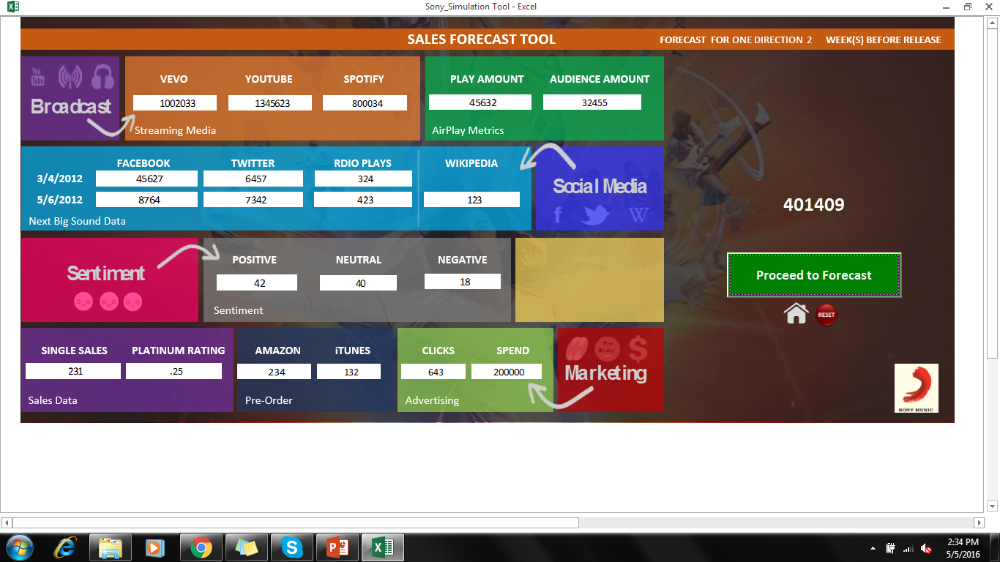 Sony_Simulation Tool - Excel
SALES FORECAST TOOL
FORECAST FOR ONE DIRECTION 2 WEEK(S) BEFORE RELEASE
You Tube
Broadcast
VEVO YOUTUBE SPOTIFY
1002033 1345623 800034
Streaming Media
PLAY AMOUNT AUDIENCE AMOUNT
45632 32455
AirPlay Metrics
FACEBOOK TWITTER RDIO PLAYS WIKIPEDIA
3/4/2012 45627 6457 324
5/6/2012 8764 7342 423 123
Next Big Sound Data
Social Media
f W
401409
Sentiment
POSITIVE NEUTRAL NEGATIVE
42 40 18
Sentiment
Proceed to Forecast
RESET
SINGLE SALES PLATINUM RATING
231 .25
Sales Data
AMAZON iTUNES
234 132
Pre-Order
CLICKS SPEND
643 200000
Advertising
Pre Order $
Marketing
SONY MUSIC
2:34 PM
5/5/2016